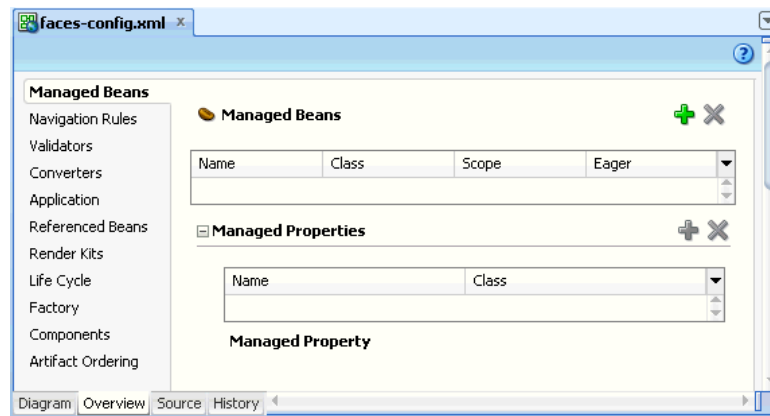 faces-config.xml
Managed Beans
Navigation Rules
Validators
Converters
Application
Referenced Beans
Render Kits
Life Cycle
Factory
Components
Artifact Ordering
Managed Beans
Name Class Scope Eager
Managed Properties
Name Class
Managed Property
Diagram Overview Source History